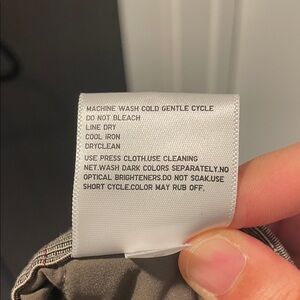 MACHINE WASH COLD GENTLE CYCLE
DO NOT BLEACH
LINE DRY
COOL IRON
DRYCLEAN
USE PRESS CLOTH.USE CLEANING
NET.WASH DARK COLORS SEPARATELY.NO
OPTICAL BRIGHTENERS.DO NOT SOAK.USE
SHORT CYCLE.COLOR MAY RUB OFF.